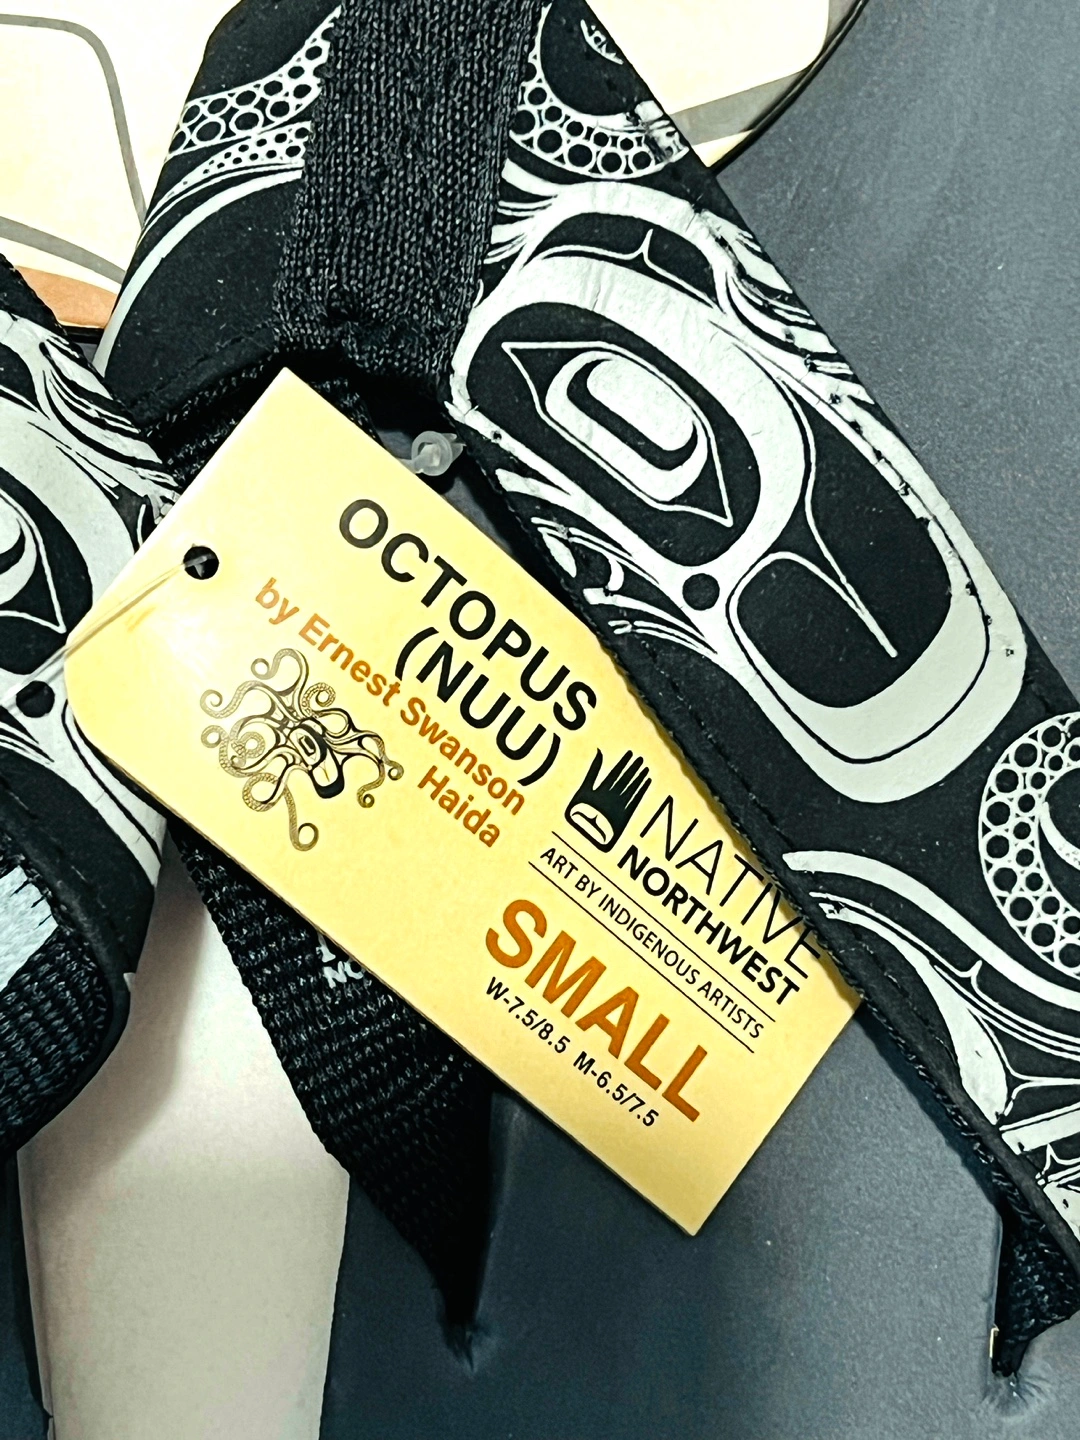 OCTOPUS
(NUU)
by Ernest Swanson
Haida
NATIVE
NORTHWEST
ART BY INDIGENOUS ARTISTS
SMALL
W-7.5/8.5 M-6.5/7.5